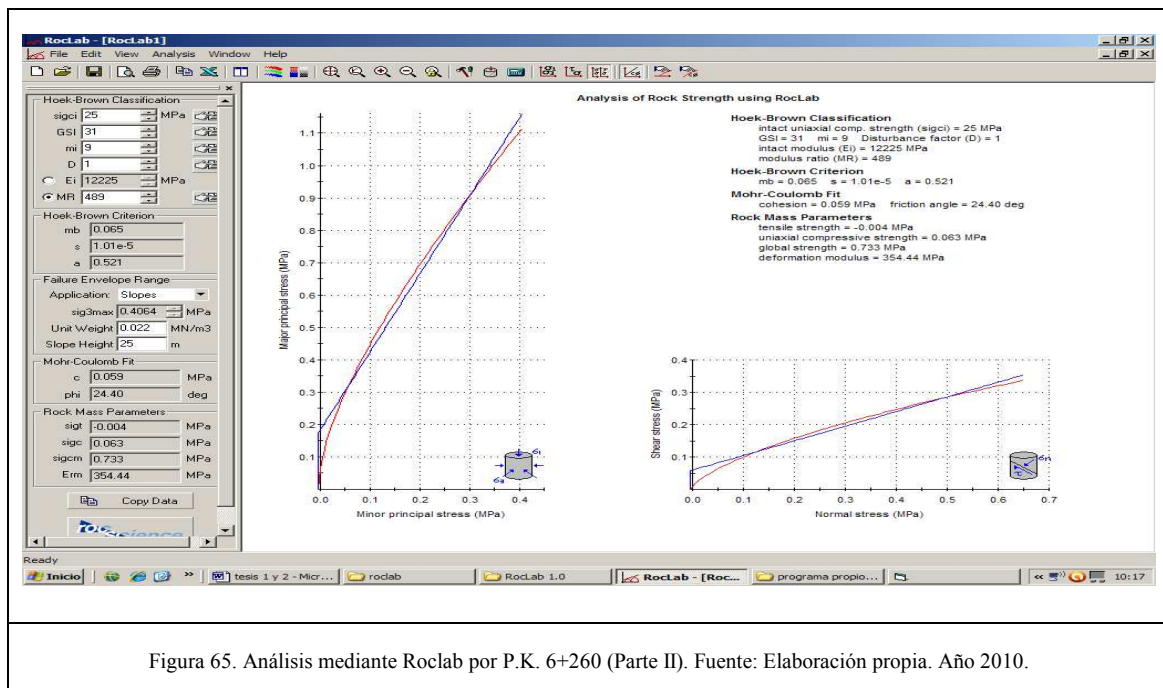 RocLab - [RocLab1]
File Edit View Analysis Window Help
Hoek-Brown Classification
sigci 25 MPa
GSI 31
mi 9
D 1
Ei 12225 MPa
MR 489
Hoek-Brown Criterion
mb 0.065
s 1.01e-5
a 0.521
Failure Envelope Range
Application: Slopes
sig3max 0.4064 MPa
Unit Weight 0.022 MN/m3
Slope Height 25 m
Mohr-Coulomb Fit
c 0.059 MPa
phi 24.40 deg
Rock Mass Parameters
sigt -0.004 MPa
sigc 0.063 MPa
sigcm 0.733 MPa
Erm 354.44 MPa
Copy Data
rocscience
Analysis of Rock Strength using RocLab
Hoek-Brown Classification
intact uniaxial comp. strength (sigci) = 25 MPa
GSI = 31 mi = 9 Disturbance factor (D) = 1
intact modulus (Ei) = 12225 MPa
modulus ratio (MR) = 489
Hoek-Brown Criterion
mb = 0.065 s = 1.01e-5 a = 0.521
Mohr-Coulomb Fit
cohesion = 0.059 MPa friction angle = 24.40 deg
Rock Mass Parameters
tensile strength = -0.004 MPa
uniaxial compressive strength = 0.063 MPa
global strength = 0.733 MPa
deformation modulus = 354.44 MPa
Major principal stress (MPa)
1.1
1.0
0.9
0.8
0.7
0.6
0.5
0.4
0.3
0.2
0.1
0.0 0.1 0.2 0.3 0.4
Minor principal stress (MPa)
σ1
σ3
Shear stress (MPa)
0.4
0.3
0.2
0.1
0.0 0.1 0.2 0.3 0.4 0.5 0.6 0.7
Normal stress (MPa)
σn
τ
Ready
Inicio » tesis 1 y 2 - Micr... roclab RocLab 1.0 RocLab - [Roc... programa propio... « 10:17
Figura 65. Análisis mediante Roclab por P.K. 6+260 (Parte II). Fuente: Elaboración propia. Año 2010.